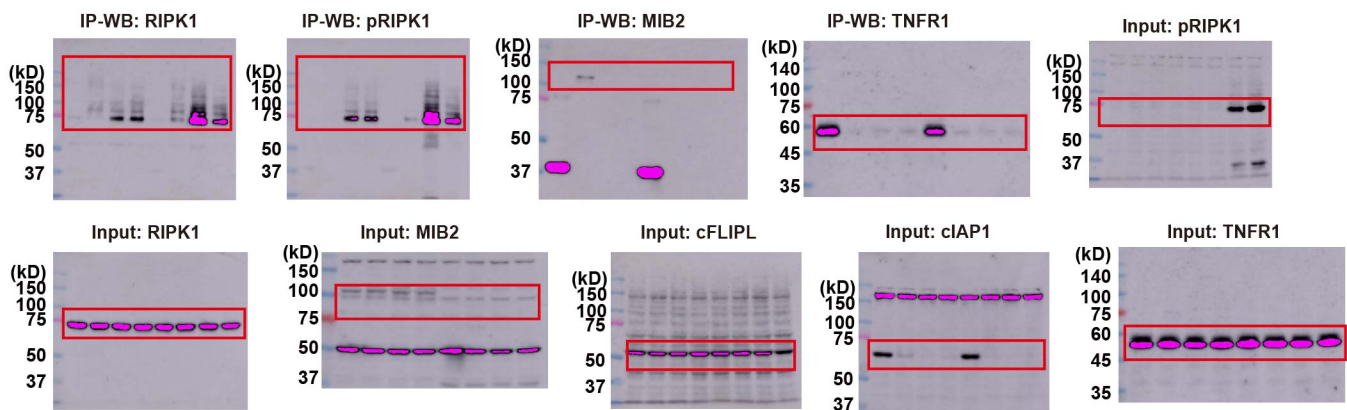 IP-WB: RIPK1
(kD)
150
100
75
50
37
IP-WB: pRIPK1
(kD)
150
100
75
50
37
IP-WB: MIB2
(kD)
150
100
75
50
37
IP-WB: TNFR1
(kD)
140
100
75
60
45
35
Input: pRIPK1
(kD)
150
100
75
50
37
Input: RIPK1
(kD)
150
100
75
50
37
Input: MIB2
(kD)
150
100
75
50
37
Input: cFLIPL
(kD)
150
100
75
50
37
Input: cIAP1
(kD)
150
100
75
50
37
Input: TNFR1
(kD)
140
100
75
60
45
35